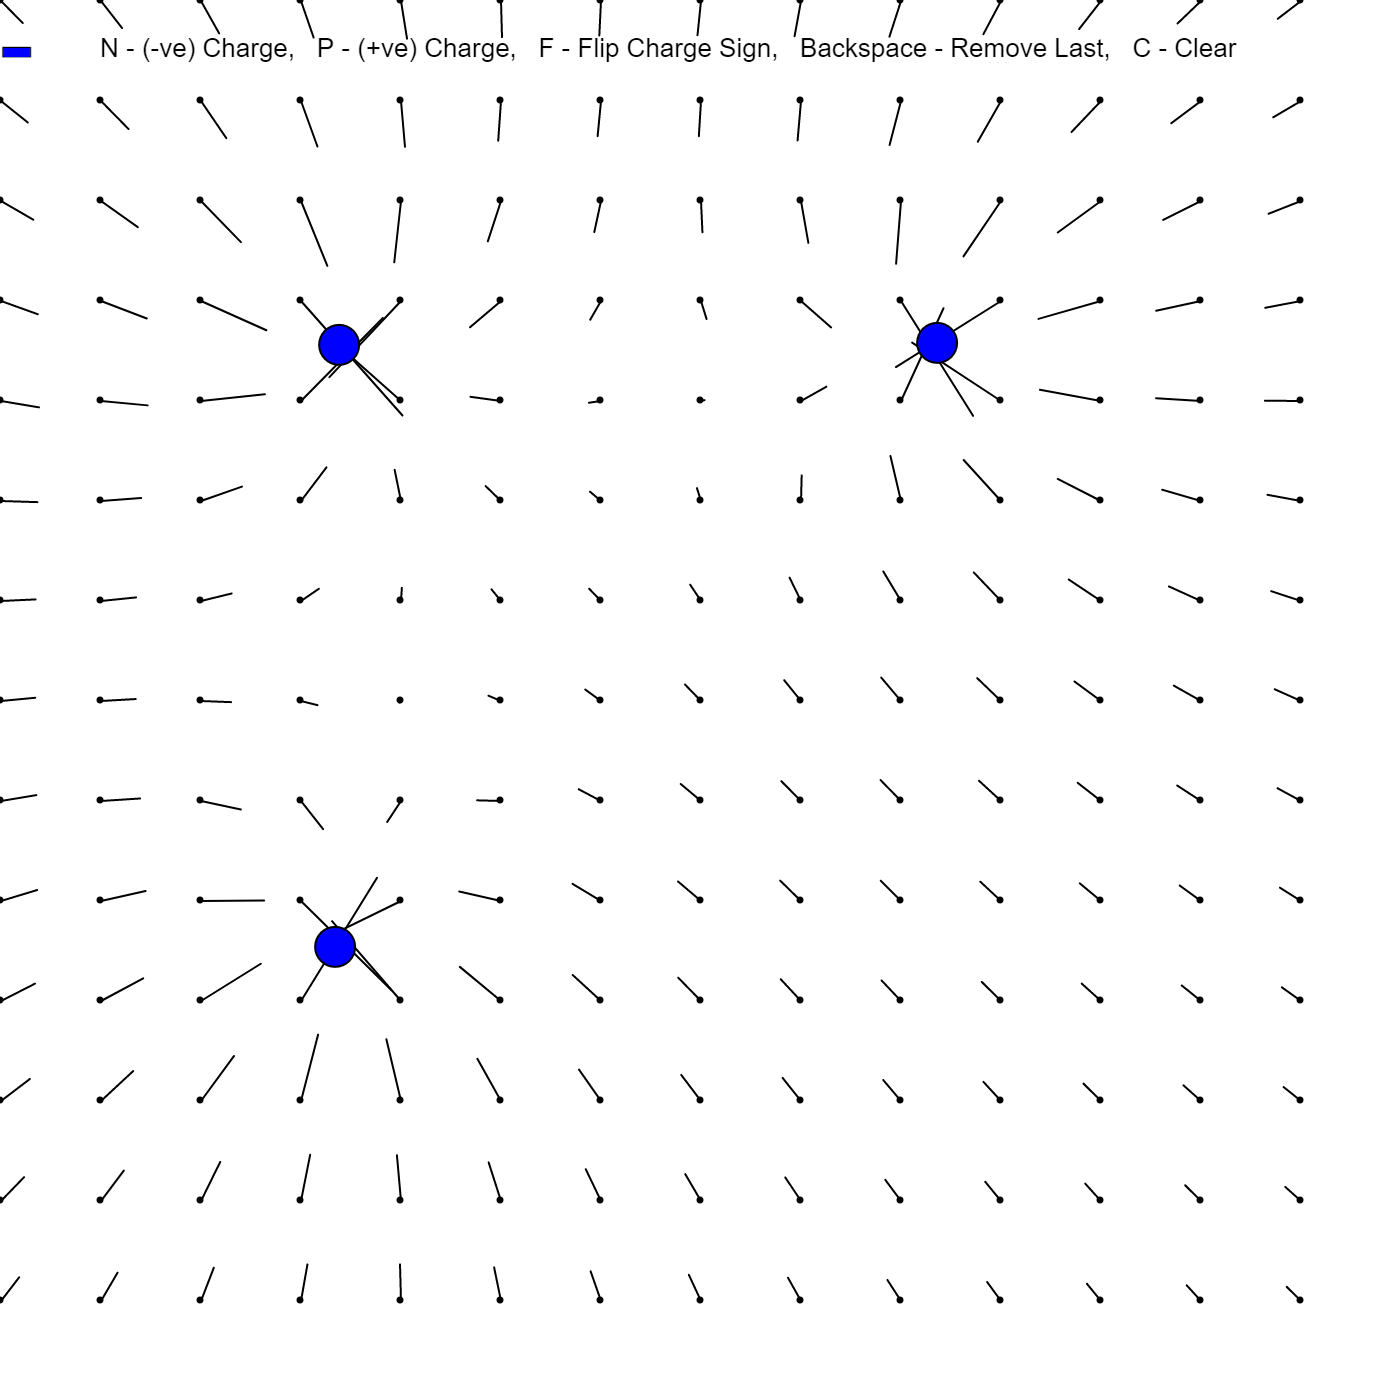 N - (-ve) Charge,   P - (+ve) Charge,   F - Flip Charge Sign,   Backspace - Remove Last,   C - Clear